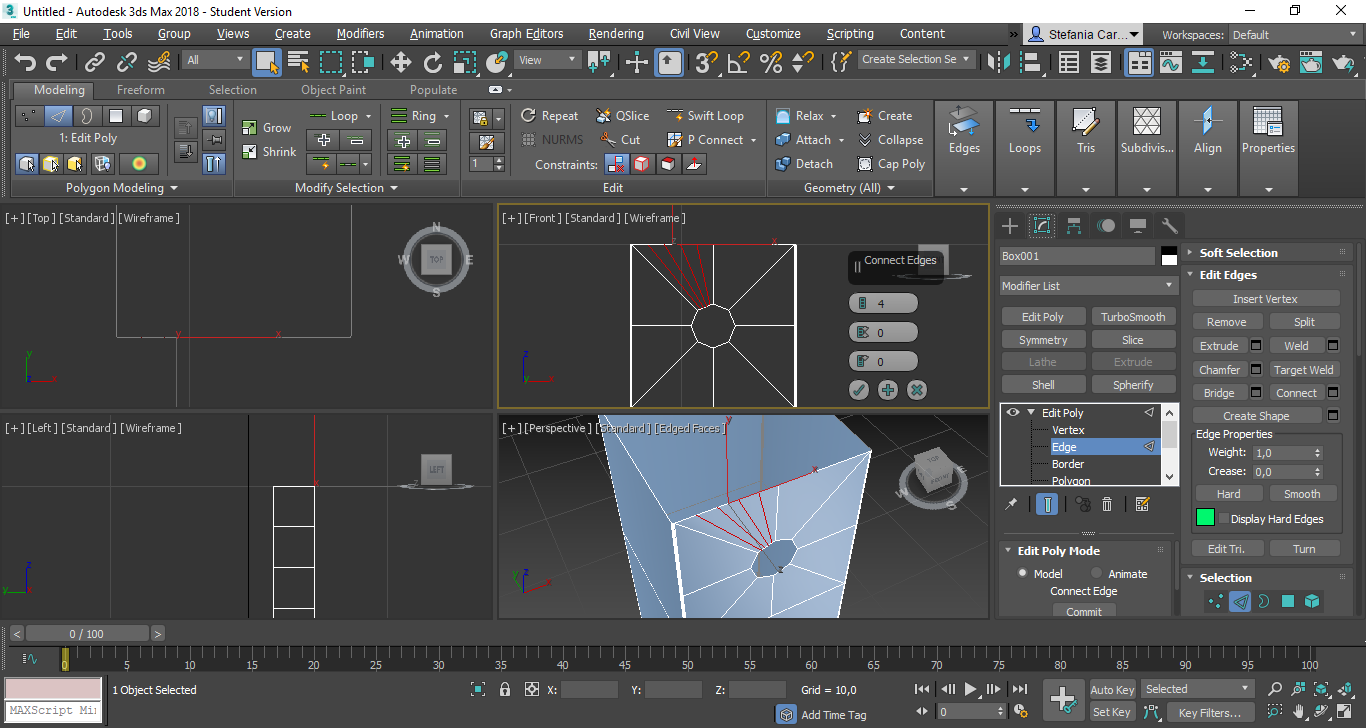 Untitled - Autodesk 3ds Max 2018 - Student Version
File Edit Tools Group Views Create Modifiers Animation Graph Editors Rendering Civil View Customize Scripting Content » Stefania Car... Workspaces: Default
All View Create Selection Se
Modeling Freeform Selection Object Paint Populate
1: Edit Poly
Grow
Shrink
Loop Ring
Repeat QSlice Swift Loop
NURMS Cut P Connect
1 Constraints:
Relax Create
Attach Collapse
Detach Cap Poly
Edges Loops Tris Subdivis... Align Properties
Polygon Modeling Modify Selection Edit Geometry (All)
[+] [Top] [Standard] [Wireframe]
N
W TOP E
S
y x
y
z x
[+] [Front] [Standard] [Wireframe]
z x
Connect Edges
4
0
0
z
y x
[+] [Left] [Standard] [Wireframe]
LEFT
z
y x
[+] [Perspective] [Standard] [Edged Faces]
y
x
z
TOP
W S E
Box001
Modifier List
Edit Poly TurboSmooth
Symmetry Slice
Lathe Extrude
Shell Spherify
Edit Poly
Vertex
Edge
Border
Polygon
Edit Poly Mode
Model Animate
Connect Edge
Commit
Soft Selection
Edit Edges
Insert Vertex
Remove Split
Extrude Weld
Chamfer Target Weld
Bridge Connect
Create Shape
Edge Properties
Weight: 1,0
Crease: 0,0
Hard Smooth
Display Hard Edges
Edit Tri. Turn
Selection
< 0 / 100 >
0 5 10 15 20 25 30 35 40 45 50 55 60 65 70 75 80 85 90 95 100
1 Object Selected
X: Y: Z: Grid = 10,0
Auto Key Selected
MAXScript Mi
Add Time Tag
0
Set Key Key Filters...